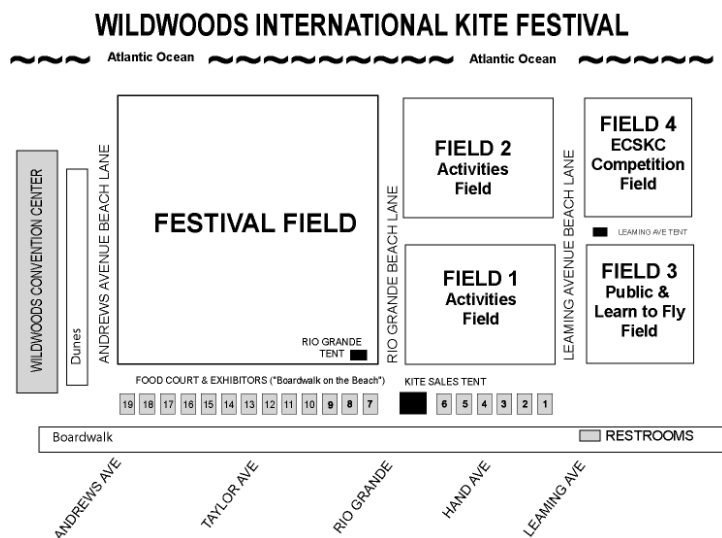 WILDWOODS INTERNATIONAL KITE FESTIVAL
Atlantic Ocean
Atlantic Ocean
WILDWOODS CONVENTION CENTER
Dunes
ANDREWS AVENUE BEACH LANE
FESTIVAL FIELD
RIO GRANDE
TENT
RIO GRANDE BEACH LANE
FIELD 2
Activities
Field
FIELD 1
Activities
Field
LEAMING AVENUE BEACH LANE
FIELD 4
ECSKC
Competition
Field
LEAMING AVE TENT
FIELD 3
Public &
Learn to Fly
Field
FOOD COURT & EXHIBITORS ("Boardwalk on the Beach")
KITE SALES TENT
19 18 17 16 15 14 13 12 11 10 9 8 7
6 5 4 3 2 1
Boardwalk
RESTROOMS
ANDREWS AVE
TAYLOR AVE
RIO GRANDE
HAND AVE
LEAMING AVE